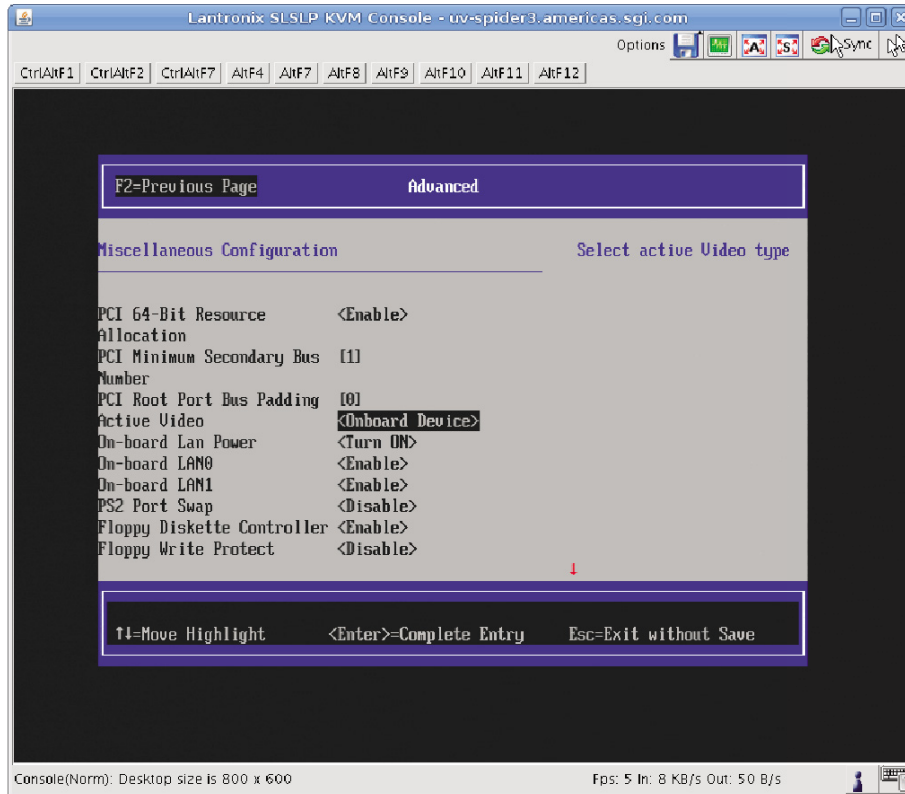 Lantronix SLSLP KVM Console - uv-spider3.americas.sgi.com
Options A S Sync
CtrlAltF1 CtrlAltF2 CtrlAltF7 AltF4 AltF7 AltF8 AltF9 AltF10 AltF11 AltF12
F2=Previous Page Advanced
Miscellaneous Configuration Select active Video type
PCI 64-Bit Resource <Enable>
Allocation
PCI Minimum Secondary Bus [1]
Number
PCI Root Port Bus Padding [0]
Active Video <Onboard Device>
On-board Lan Power <Turn ON>
On-board LAN0 <Enable>
On-board LAN1 <Enable>
PS2 Port Swap <Disable>
Floppy Diskette Controller <Enable>
Floppy Write Protect <Disable>
↓
↑↓=Move Highlight <Enter>=Complete Entry Esc=Exit without Save
Console(Norm): Desktop size is 800 x 600 Fps: 5 In: 8 KB/s Out: 50 B/s